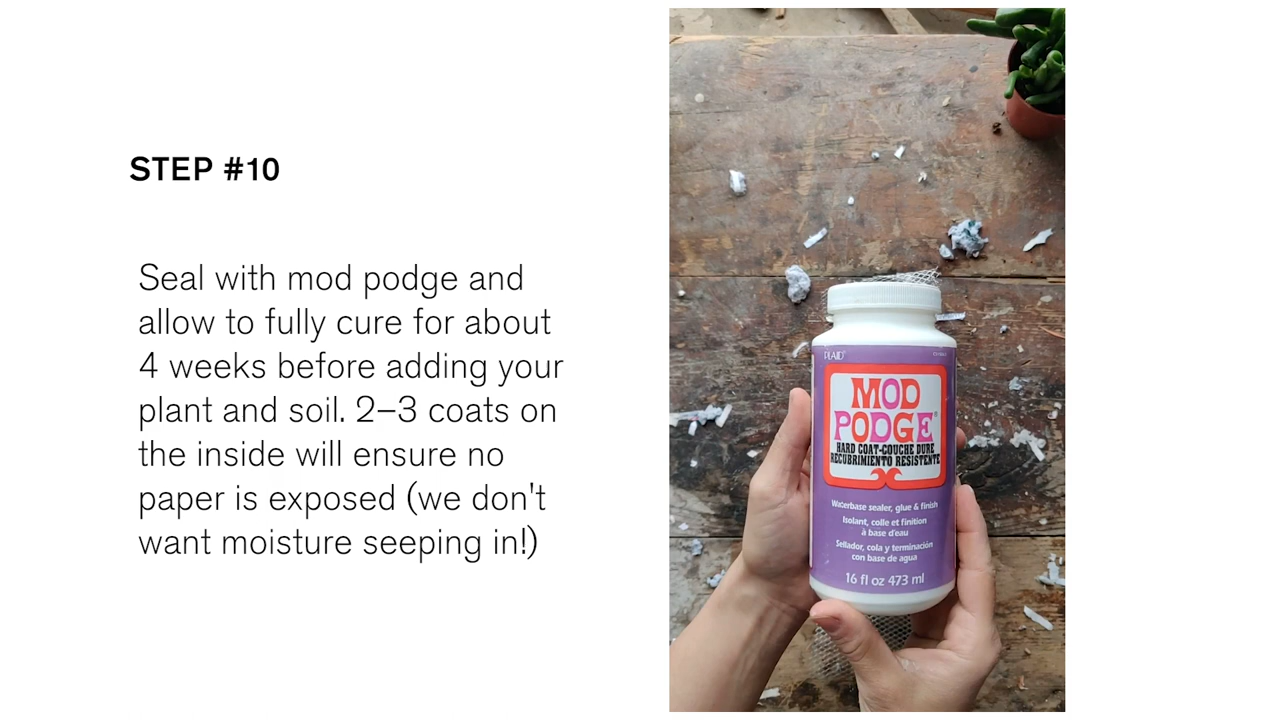 STEP #10
Seal with mod podge and
allow to fully cure for about
4 weeks before adding your
plant and soil. 2–3 coats on
the inside will ensure no
paper is exposed (we don't
want moisture seeping in!)
PLAID®
MOD
PODGE®
HARD COAT-COUCHE DURE
RECUBRIMIENTO RESISTENTE
Waterbase sealer, glue & finish
Isolant, colle et finition
à base d'eau
Sellador, cola y terminación
con base de agua
16 fl oz 473 ml